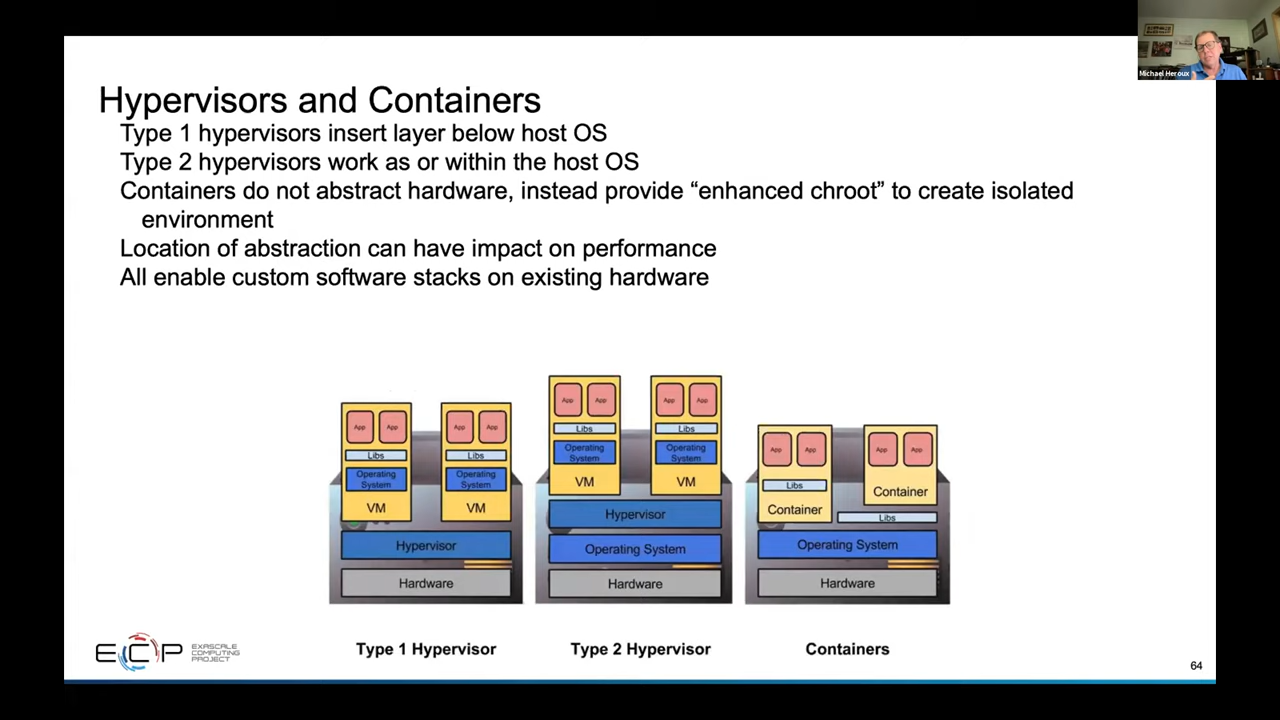 Michael Heroux
Hypervisors and Containers
Type 1 hypervisors insert layer below host OS
Type 2 hypervisors work as or within the host OS
Containers do not abstract hardware, instead provide “enhanced chroot” to create isolated
environment
Location of abstraction can have impact on performance
All enable custom software stacks on existing hardware
App App
Libs
Operating
System
VM
App App
Libs
Operating
System
VM
Hypervisor
Hardware
Type 1 Hypervisor
App App
Libs
Operating
System
VM
App App
Libs
Operating
System
VM
Hypervisor
Operating System
Hardware
Type 2 Hypervisor
App App
Libs
Container
App App
Container
Libs
Operating System
Hardware
Containers
ECP
EXASCALE
COMPUTING
PROJECT
64